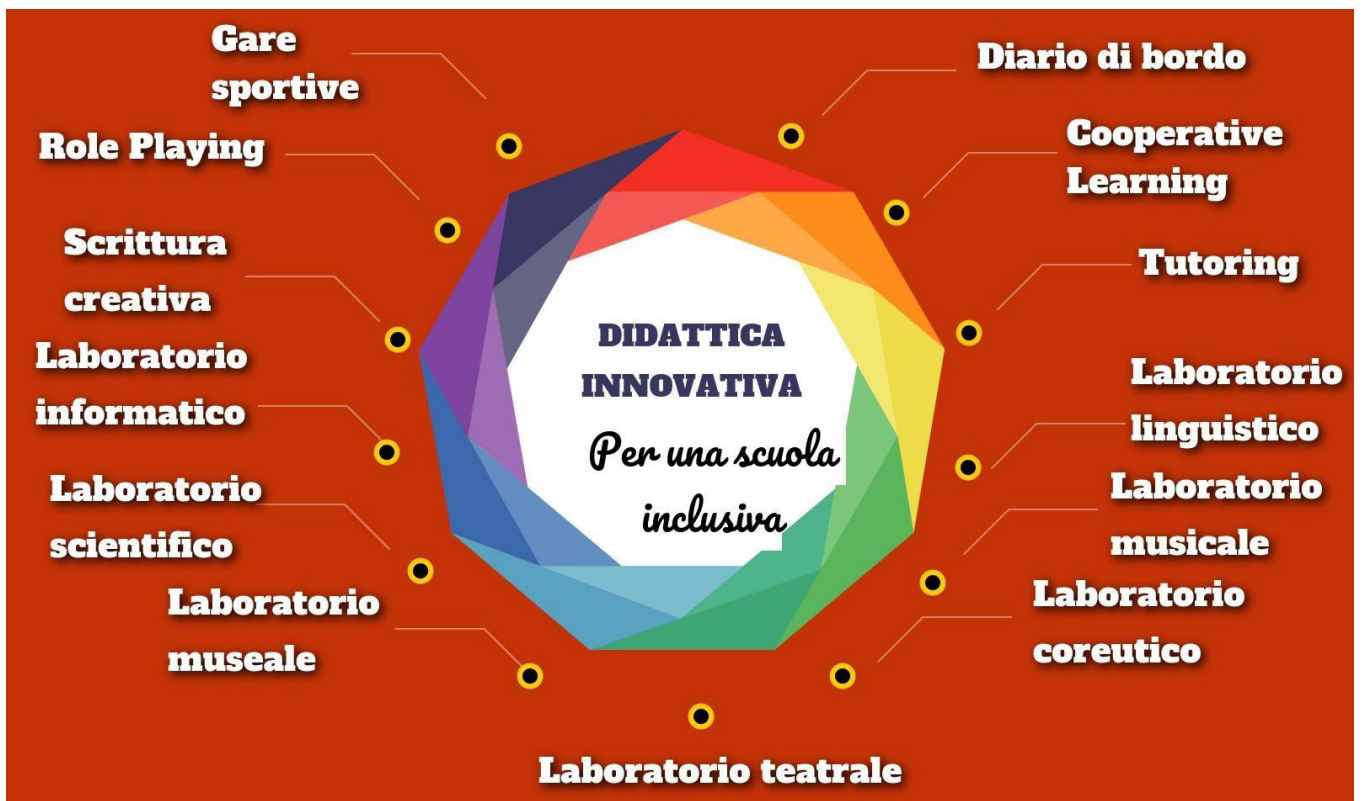 Gare
sportive
Role Playing
Scrittura
creativa
Laboratorio
informatico
Laboratorio
scientifico
Laboratorio
museale
DIDATTICA
INNOVATIVA
Per una scuola
inclusiva
Diario di bordo
Cooperative
Learning
Tutoring
Laboratorio
linguistico
Laboratorio
musicale
Laboratorio
coreutico
Laboratorio teatrale